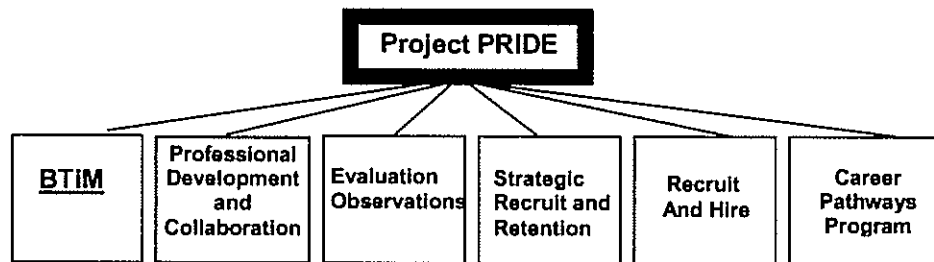 Project PRIDE
BTiM
Professional
Development
and
Collaboration
Evaluation
Observations
Strategic
Recruit and
Retention
Recruit
And Hire
Career
Pathways
Program